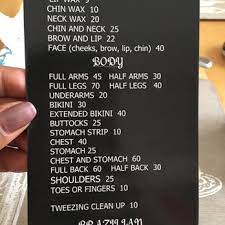 LIP WAX
CHIN WAX 10
NECK WAX 20
CHIN AND NECK 25
BROW AND LIP 22
FACE (cheeks, brow, lip, chin) 40
BODY
FULL ARMS 45 HALF ARMS 30
FULL LEGS 70 HALF LEGS 40
UNDERARMS 20
BIKINI 30
EXTENDED BIKINI 40
BUTTOCKS 25
STOMACH STRIP 10
CHEST 40
STOMACH 25
CHEST AND STOMACH 60
FULL BACK 60 HALF BACK 30
SHOULDERS 25
TOES OR FINGERS 10
TWEEZING CLEAN UP 10
BRAZILIAN